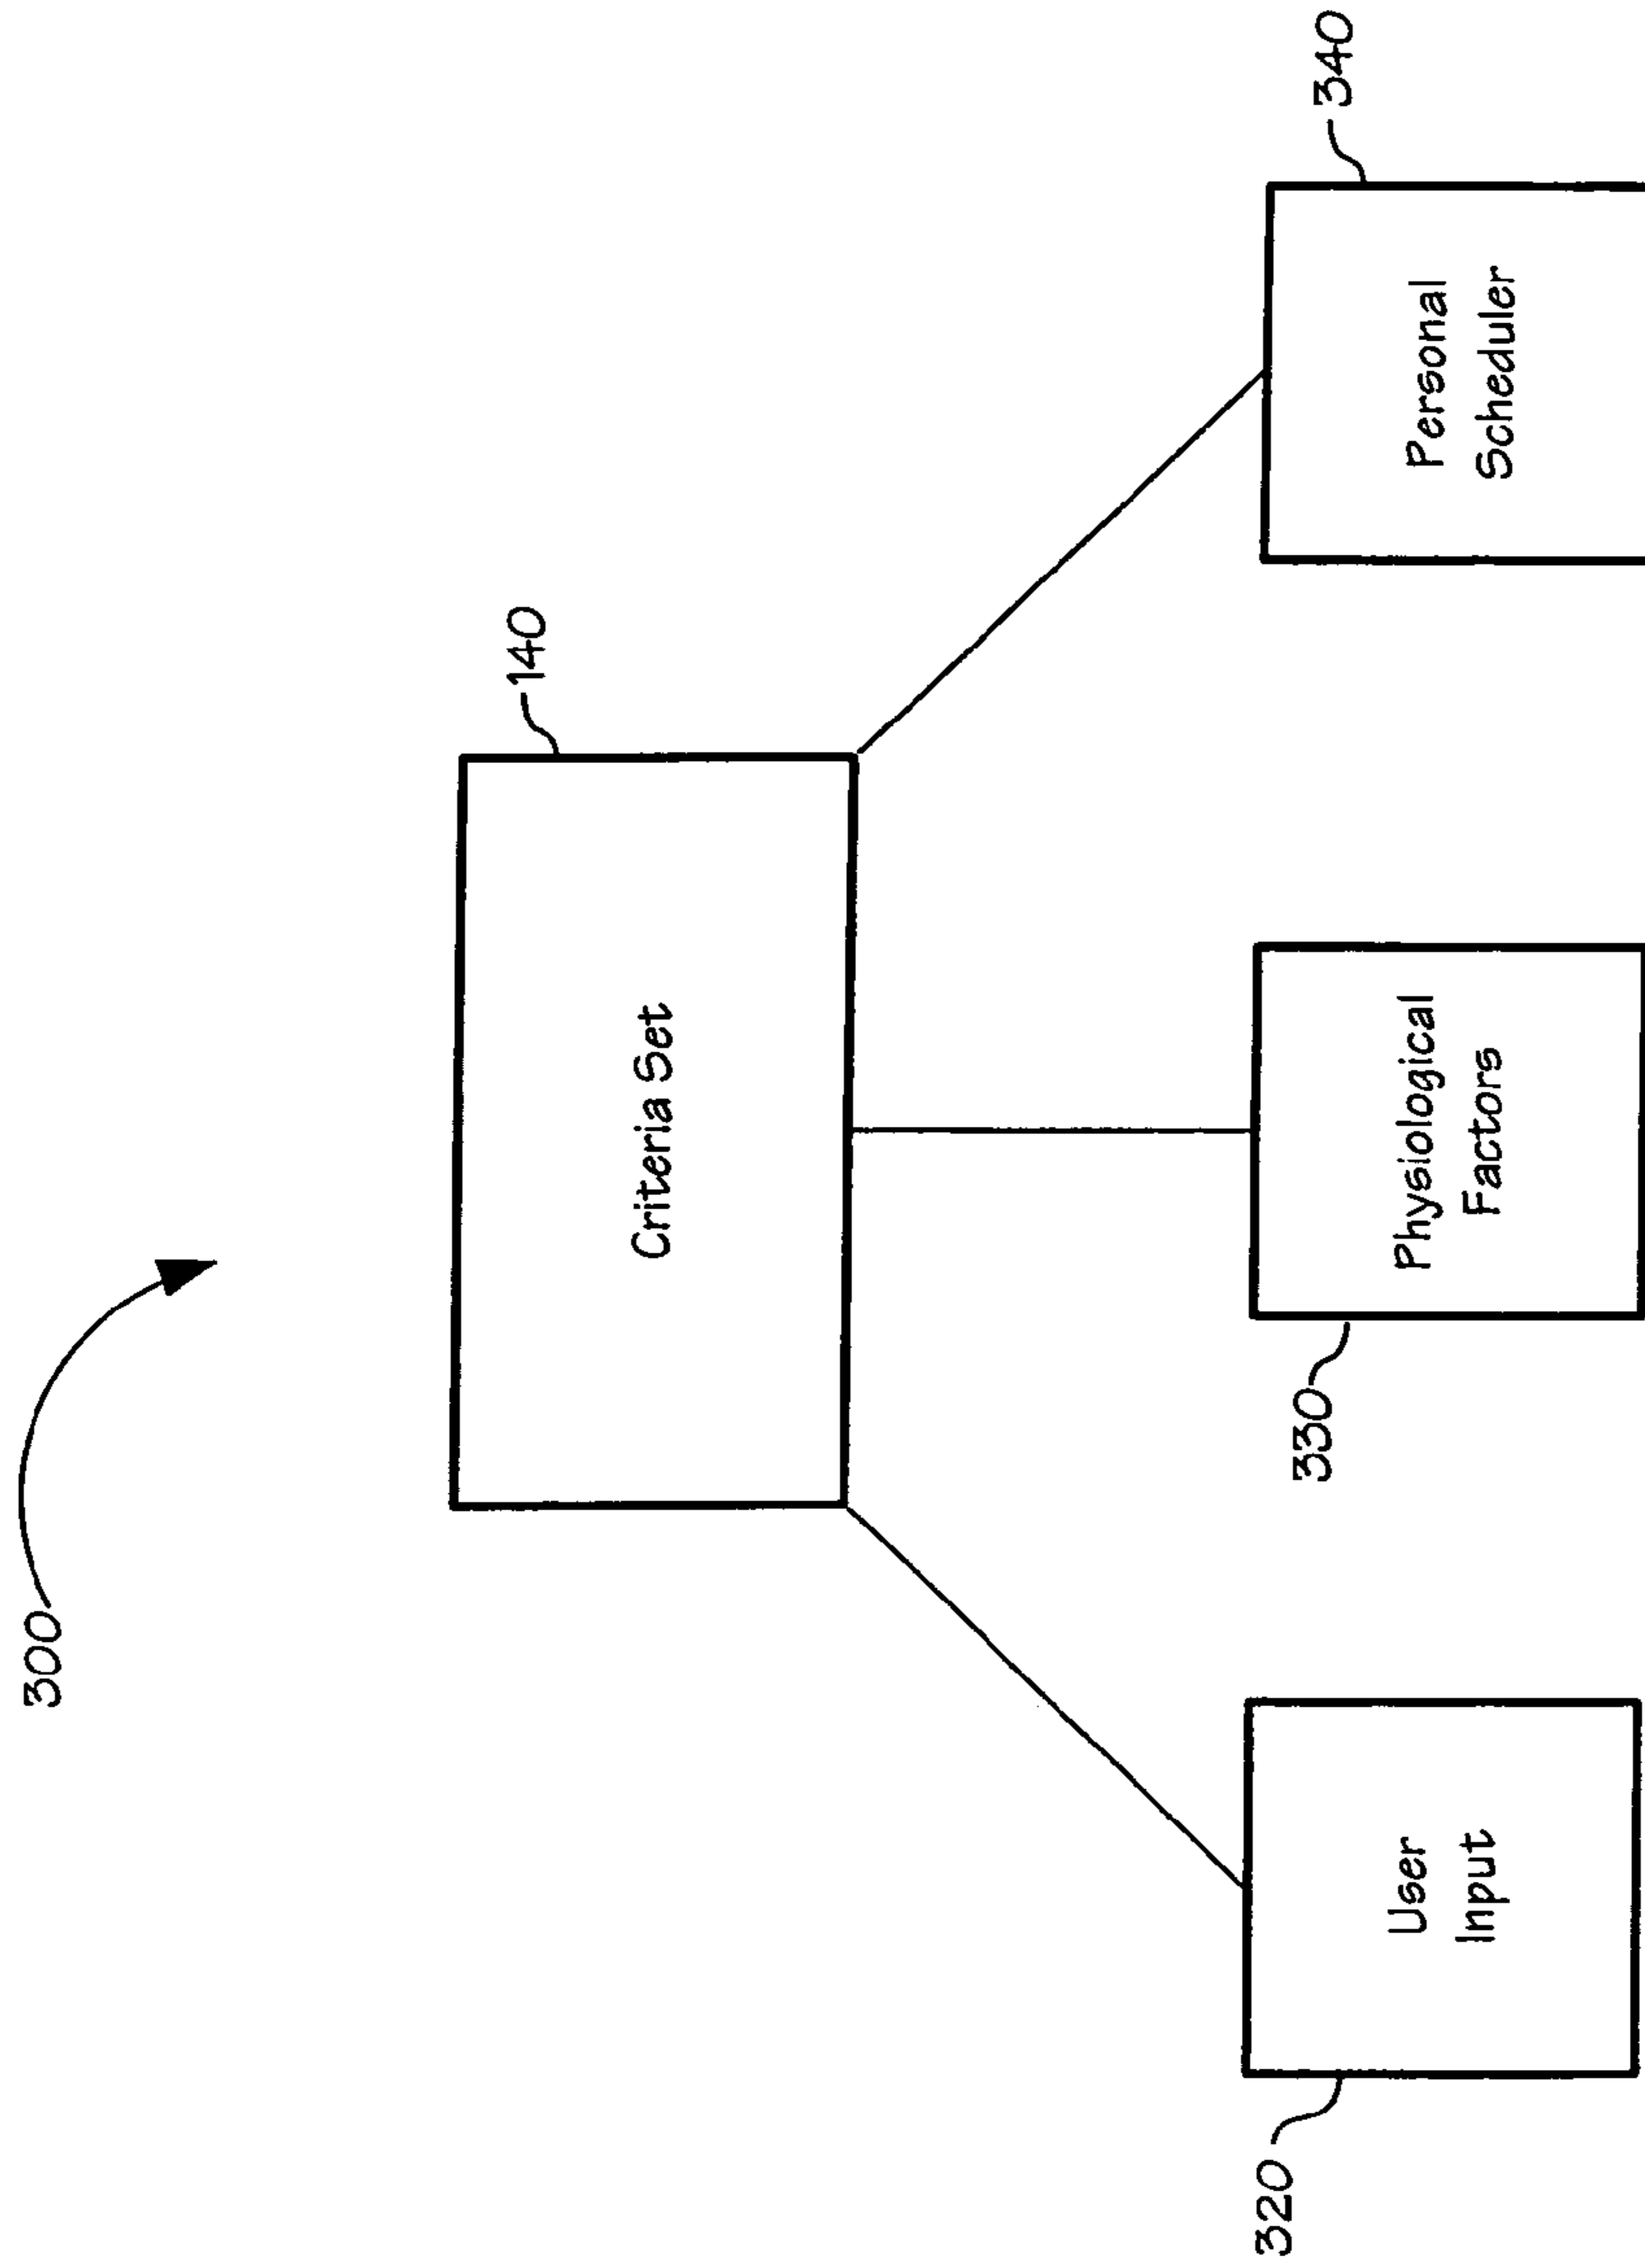 300
140
Criteria Set
320
User
Input
330
Physiological
Factors
340
Personal
Scheduler